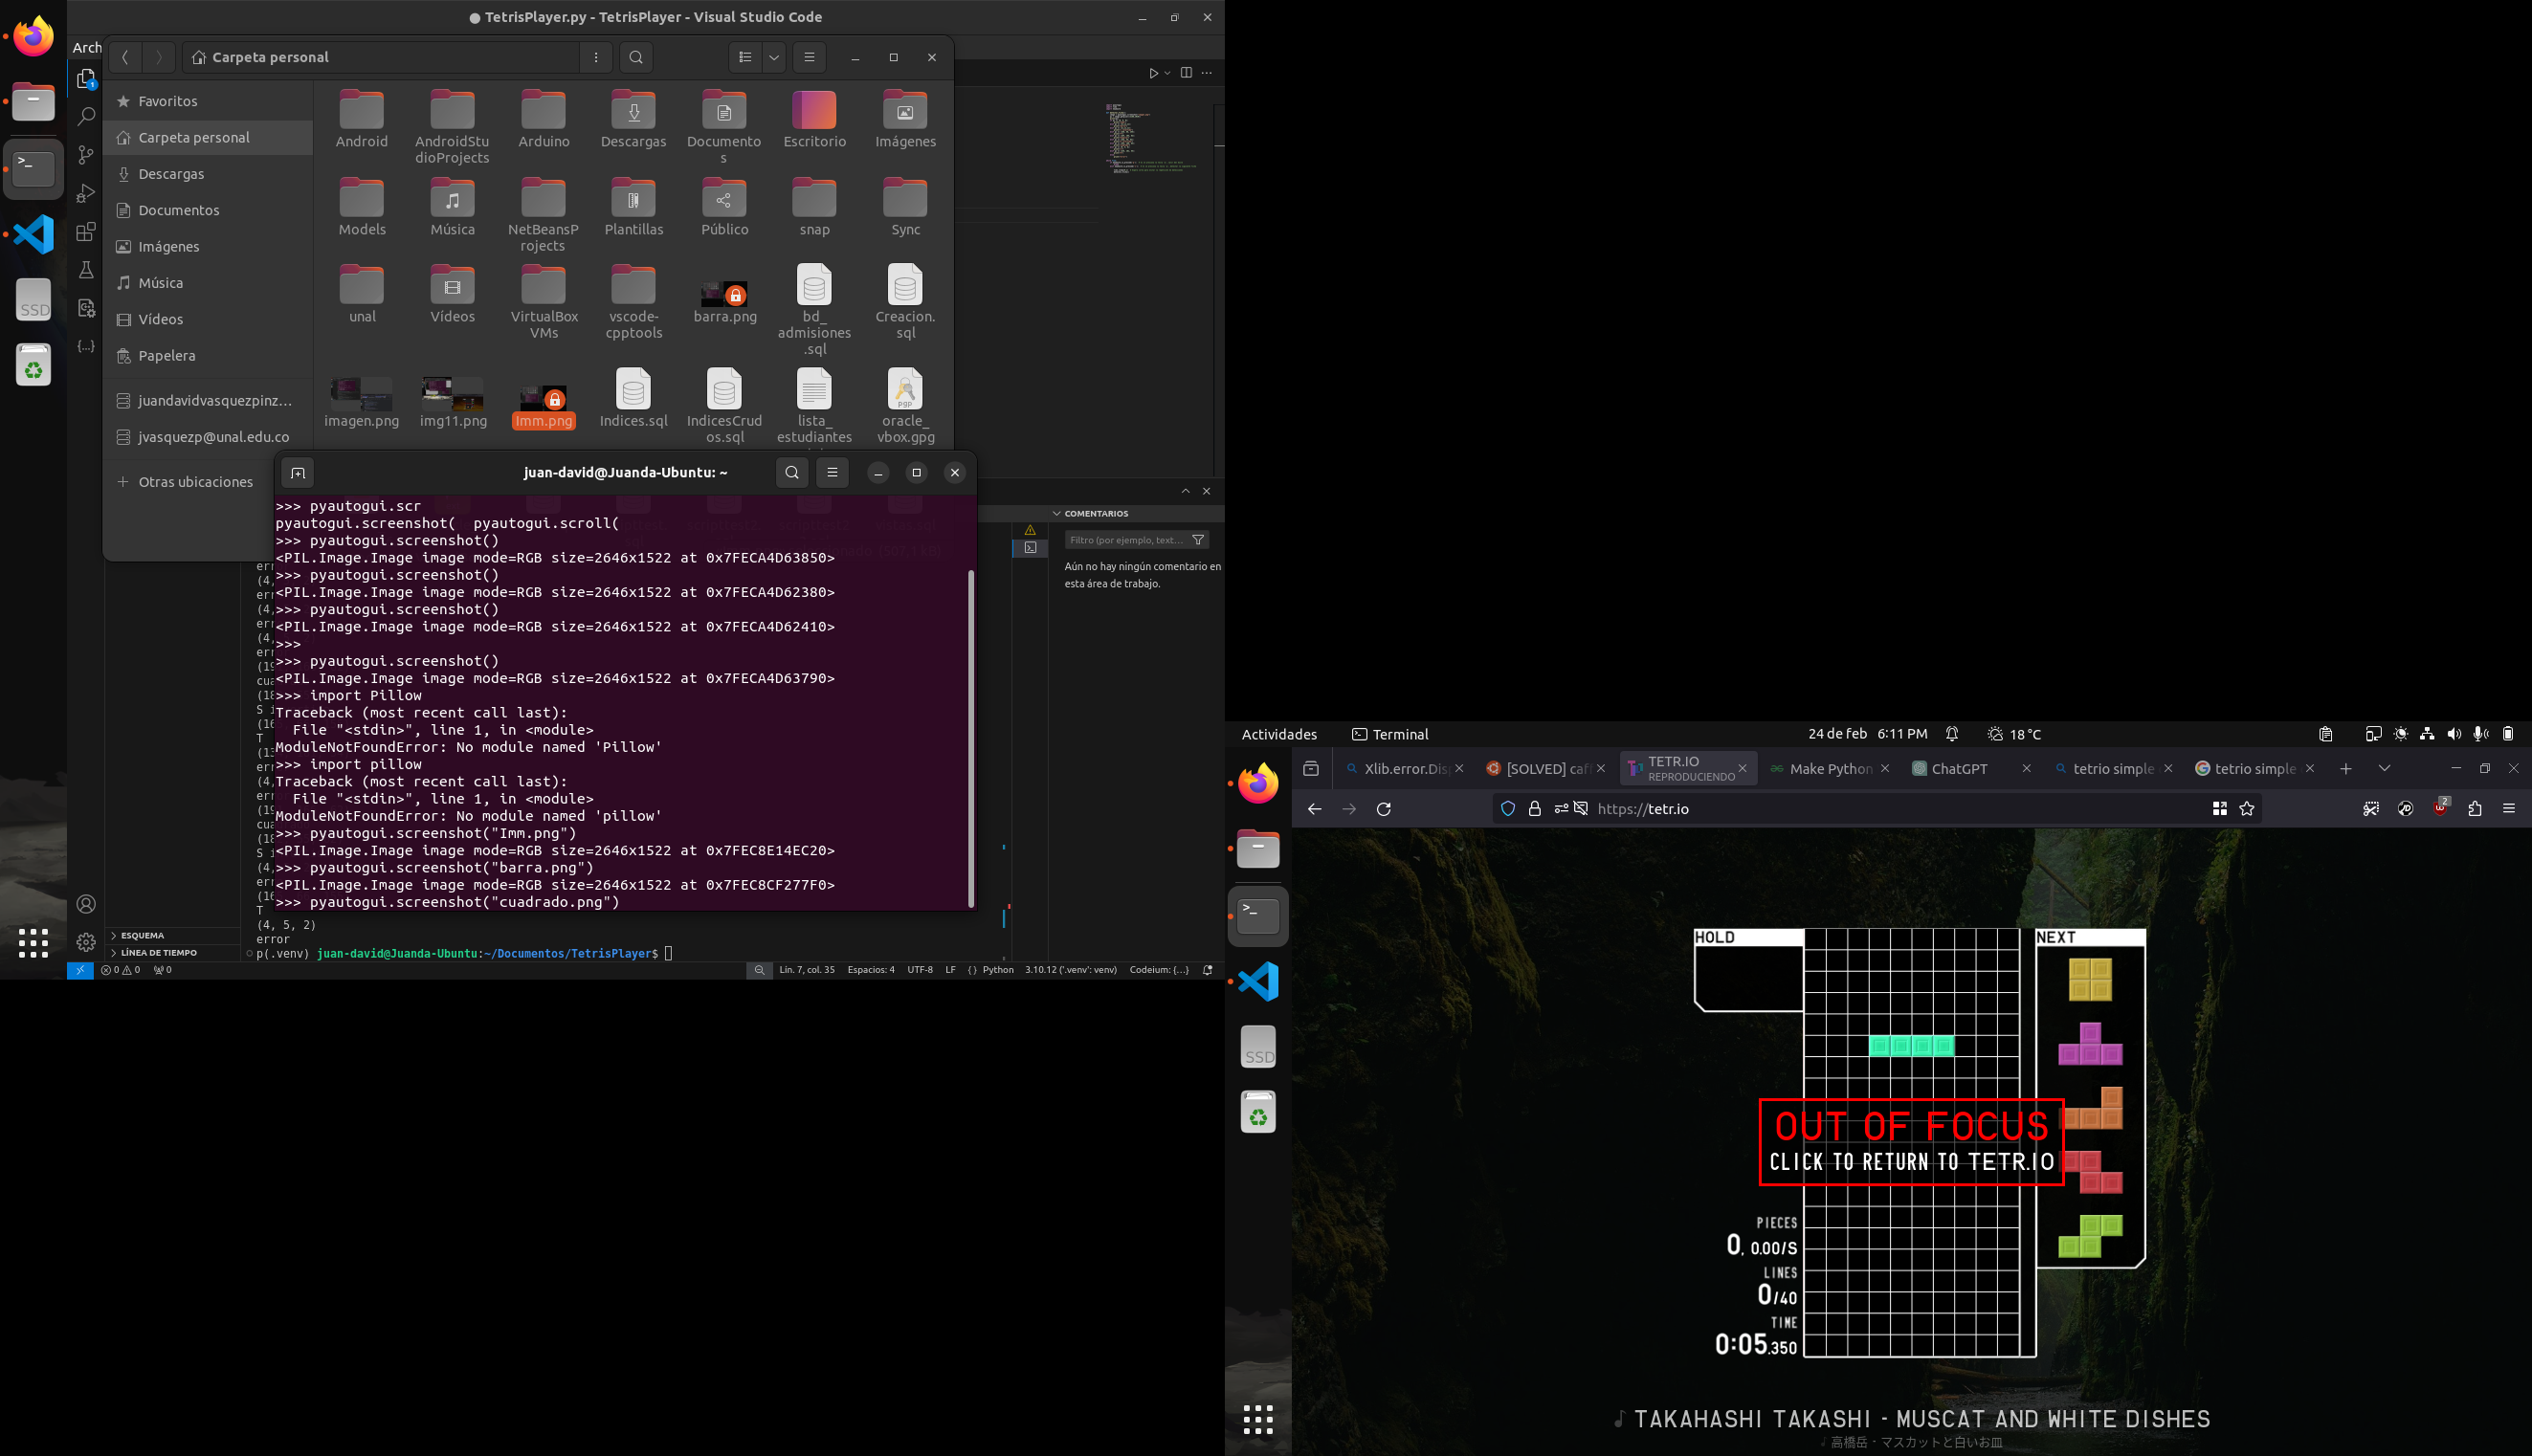 TetrisPlayer.py - TetrisPlayer - Visual Studio Code
Arch
Carpeta personal
Favoritos
Carpeta personal
Descargas
Documentos
Imágenes
Música
Vídeos
Papelera
juandavidvasquezpinz...
jvasquezp@unal.edu.co
Otras ubicaciones
Android
AndroidStu
dioProjects
Arduino
Descargas
Documento
s
Escritorio
Imágenes
Models
Música
NetBeansP
rojects
Plantillas
Público
snap
Sync
unal
Vídeos
VirtualBox
VMs
vscode-
cpptools
barra.png
bd_
admisiones
.sql
Creacion.
sql
imagen.png
img11.png
Imm.png
Indices.sql
IndicesCrud
os.sql
lista_
estudiantes
oracle_
vbox.gpg
SSD
juan-david@Juanda-Ubuntu: ~
>>> pyautogui.scr
pyautogui.screenshot(  pyautogui.scroll(
>>> pyautogui.screenshot()
<PIL.Image.Image image mode=RGB size=2646x1522 at 0x7FECA4D63850>
>>> pyautogui.screenshot()
<PIL.Image.Image image mode=RGB size=2646x1522 at 0x7FECA4D62380>
>>> pyautogui.screenshot()
<PIL.Image.Image image mode=RGB size=2646x1522 at 0x7FECA4D62410>
>>>
>>> pyautogui.screenshot()
<PIL.Image.Image image mode=RGB size=2646x1522 at 0x7FECA4D63790>
>>> import Pillow
Traceback (most recent call last):
  File "<stdin>", line 1, in <module>
ModuleNotFoundError: No module named 'Pillow'
>>> import pillow
Traceback (most recent call last):
  File "<stdin>", line 1, in <module>
ModuleNotFoundError: No module named 'pillow'
>>> pyautogui.screenshot("Imm.png")
<PIL.Image.Image image mode=RGB size=2646x1522 at 0x7FEC8E14EC20>
>>> pyautogui.screenshot("barra.png")
<PIL.Image.Image image mode=RGB size=2646x1522 at 0x7FEC8CF277F0>
>>> pyautogui.screenshot("cuadrado.png")
T
(4, 5, 2)
error
p(.venv) juan-david@Juanda-Ubuntu:~/Documentos/TetrisPlayer$
ESQUEMA
LÍNEA DE TIEMPO
COMENTARIOS
Filtro (por ejemplo, text...
Aún no hay ningún comentario en
esta área de trabajo.
0 0 0
Lín. 7, col. 35
Espacios: 4
UTF-8
LF
Python
3.10.12 ('.venv': venv)
Codeium: {...}
Actividades
Terminal
24 de feb 6:11 PM
18 °C
Xlib.error.Dis
[SOLVED] caf
TETR.IO
REPRODUCIENDO
Make Python
ChatGPT
tetrio simple
tetrio simple
https://tetr.io
2
SSD
HOLD
NEXT
OUT OF FOCUS
CLICK TO RETURN TO TETR.IO
PIECES
0, 0.00/S
LINES
0/40
TIME
0:05.350
TAKAHASHI TAKASHI - MUSCAT AND WHITE DISHES
高橋岳 - マスカットと白いお皿